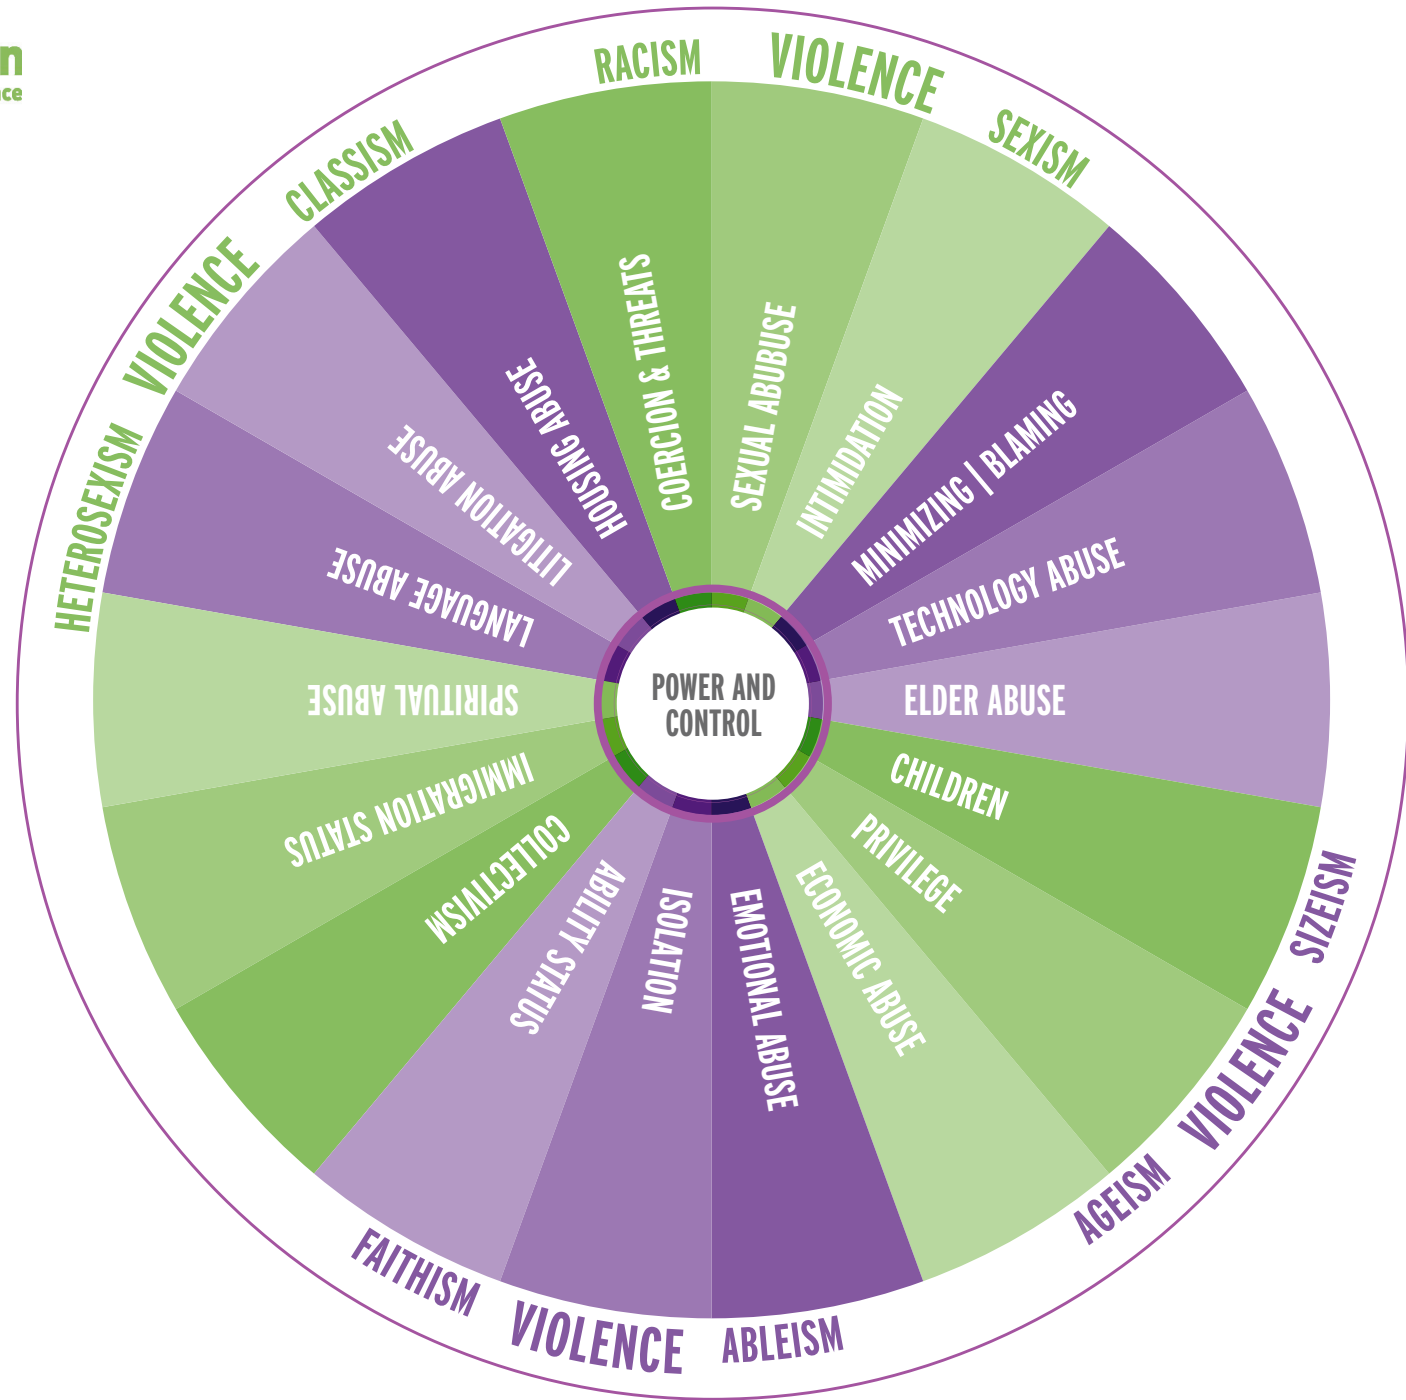 n
ce
RACISM
VIOLENCE
SEXISM
SIZEISM
VIOLENCE
AGEISM
ABLEISM
VIOLENCE
FAITHISM
HETEROSEXISM
VIOLENCE
CLASSISM
COERCION & THREATS
SEXUAL ABUBUSE
INTIMIDATION
MINIMIZING | BLAMING
TECHNOLOGY ABUSE
ELDER ABUSE
CHILDREN
PRIVILEGE
ECONOMIC ABUSE
EMOTIONAL ABUSE
ISOLATION
ABILITY STATUS
COLLECTIVISM
IMMIGRATION STATUS
SPIRITUAL ABUSE
LANGUAGE ABUSE
LITIGATION ABUSE
HOUSING ABUSE
POWER AND
CONTROL